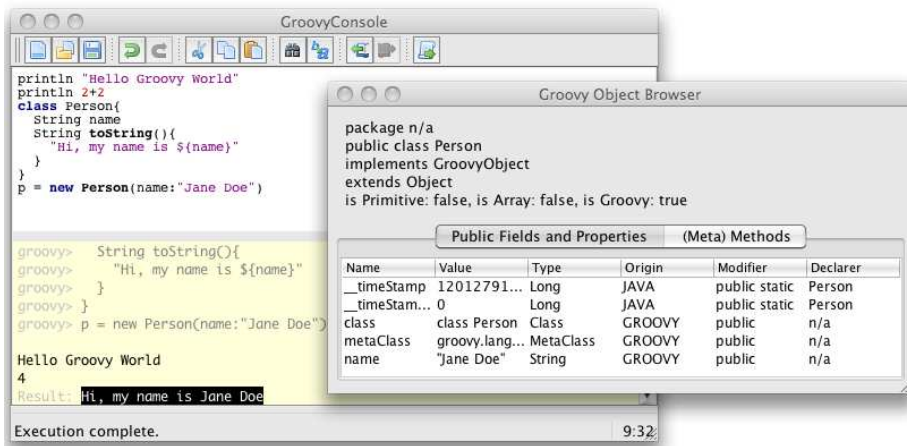 GroovyConsole
println "Hello Groovy World"
println 2+2
class Person{
String name
String toString(){
"Hi, my name is ${name}"
}
}
p = new Person(name:"Jane Doe")
groovy> String toString(){
groovy> "Hi, my name is ${name}"
groovy> }
groovy> }
groovy> p = new Person(name:"Jane Doe")
Hello Groovy World
4
Result: Hi, my name is Jane Doe
Execution complete. 9:32
Groovy Object Browser
package n/a
public class Person
implements GroovyObject
extends Object
is Primitive: false, is Array: false, is Groovy: true
Public Fields and Properties (Meta) Methods
Name Value Type Origin Modifier Declarer
__timeStamp 12012791... Long JAVA public static Person
__timeStam... 0 Long JAVA public static Person
class class Person Class GROOVY public n/a
metaClass groovy.lang... MetaClass GROOVY public n/a
name "Jane Doe" String GROOVY public n/a